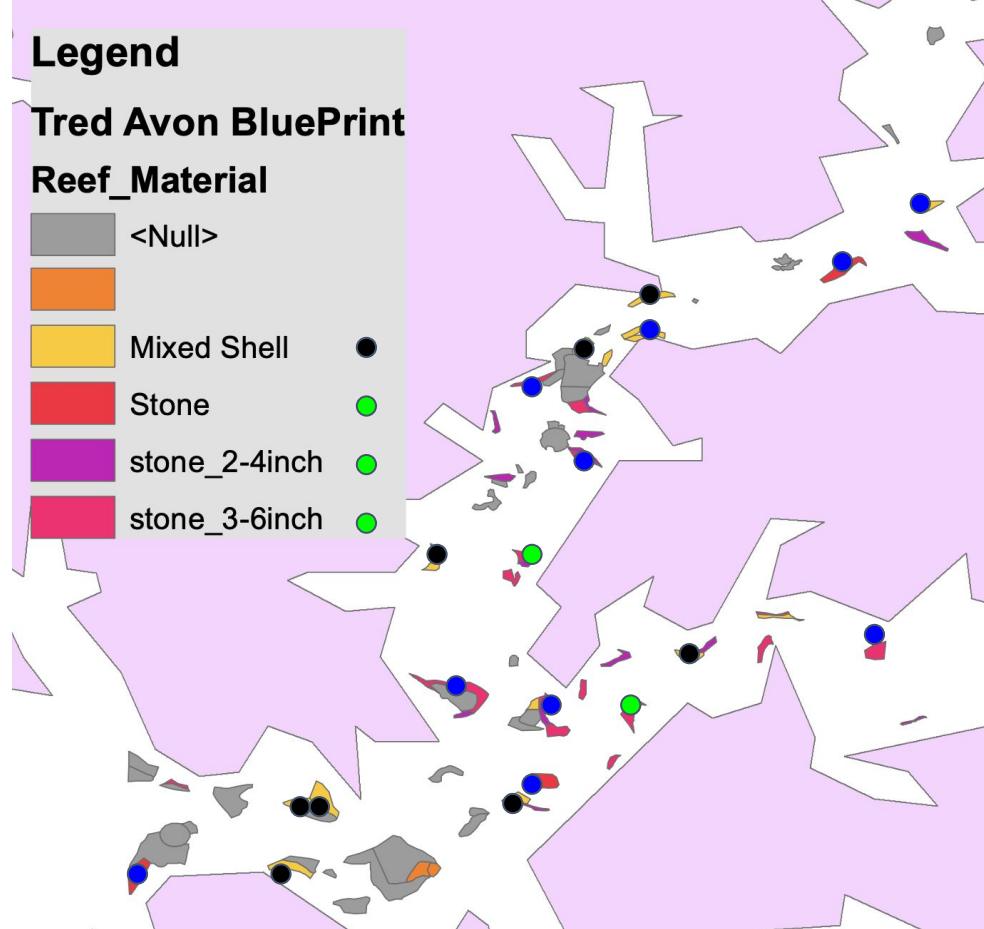 Legend
Tred Avon BluePrint
Reef_Material
<Null>
Mixed Shell
Stone
stone_2-4inch
stone_3-6inch